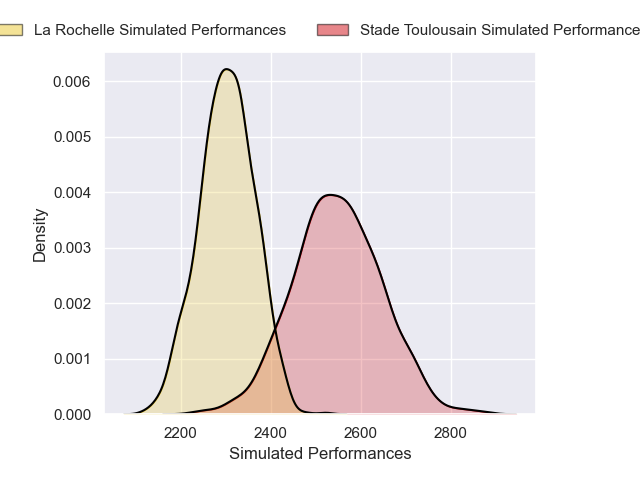 La Rochelle Simulated Performances
Stade Toulousain Simulated Performance
0.006
0.005
0.004
0.003
0.002
0.001
0.000
Density
2200 2400 2600 2800
Simulated Performances